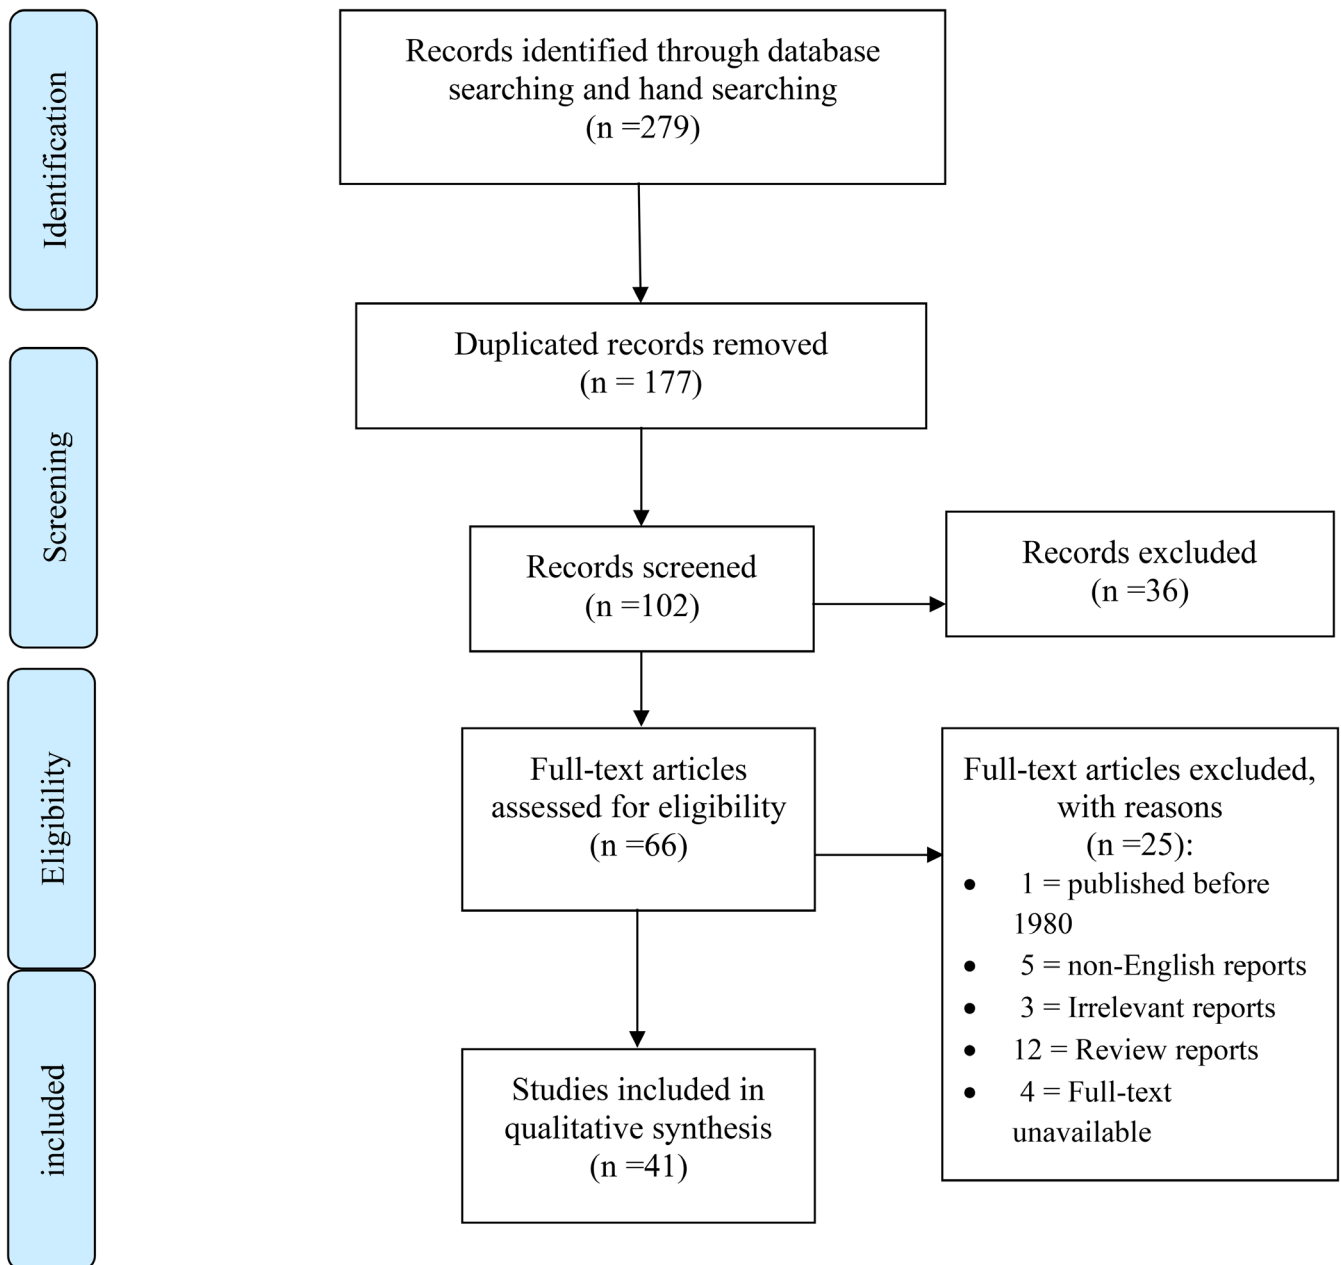 Identification
Records identified through database
searching and hand searching
(n =279)
Duplicated records removed
(n = 177)
Screening
Records screened
(n =102)
Records excluded
(n =36)
Eligibility
Full-text articles
assessed for eligibility
(n =66)
Full-text articles excluded,
with reasons
(n =25):
• 1 = published before
1980
• 5 = non-English reports
• 3 = Irrelevant reports
• 12 = Review reports
• 4 = Full-text
unavailable
included
Studies included in
qualitative synthesis
(n =41)